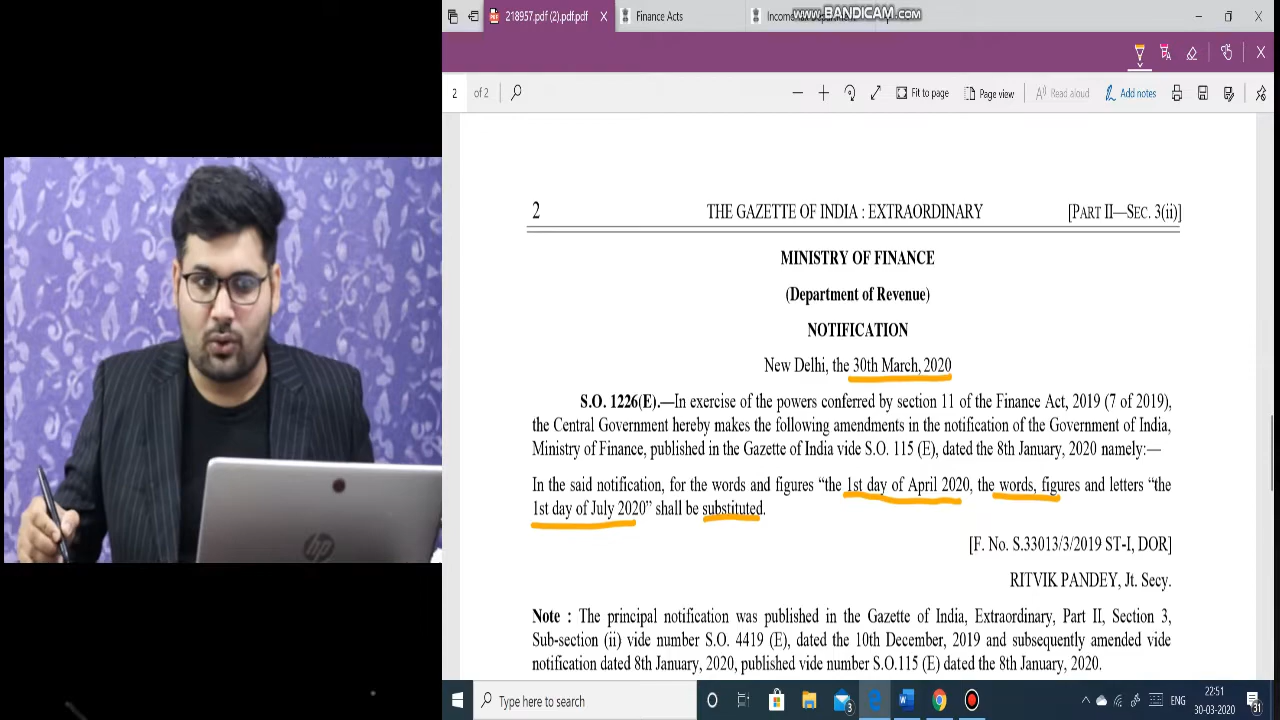 218957.pdf (2).pdf.pdf
Finance Acts
www.BANDICAM.com
2
of 2
Fit to page
Page view
Read aloud
Add notes
2 THE GAZETTE OF INDIA : EXTRAORDINARY [PART II—SEC. 3(ii)]
MINISTRY OF FINANCE
(Department of Revenue)
NOTIFICATION
New Delhi, the 30th March, 2020
S.O. 1226(E).—In exercise of the powers conferred by section 11 of the Finance Act, 2019 (7 of 2019),
the Central Government hereby makes the following amendments in the notification of the Government of India,
Ministry of Finance, published in the Gazette of India vide S.O. 115 (E), dated the 8th January, 2020 namely:—
In the said notification, for the words and figures “the 1st day of April 2020, the words, figures and letters “the
1st day of July 2020” shall be substituted.
[F. No. S.33013/3/2019 ST-I, DOR]
RITVIK PANDEY, Jt. Secy.
Note : The principal notification was published in the Gazette of India, Extraordinary, Part II, Section 3,
Sub-section (ii) vide number S.O. 4419 (E), dated the 10th December, 2019 and subsequently amended vide
notification dated 8th January, 2020, published vide number S.O.115 (E) dated the 8th January, 2020.
hp
Type here to search
3
ENG
22:51
30-03-2020
31